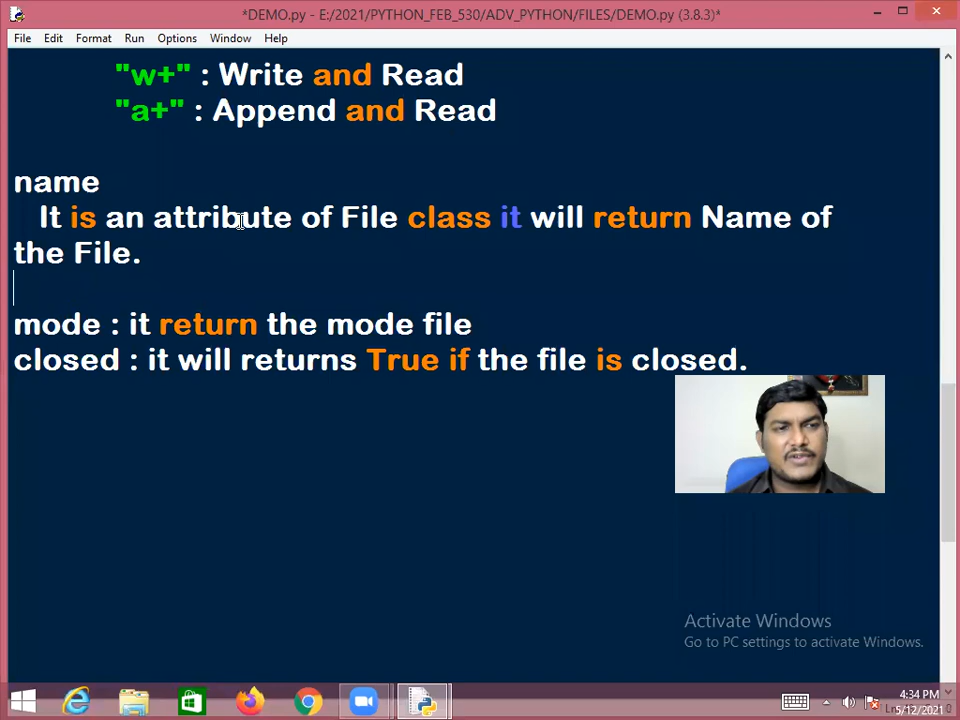 *DEMO.py - E:/2021/PYTHON_FEB_530/ADV_PYTHON/FILES/DEMO.py (3.8.3)*
File Edit Format Run Options Window Help
"w+" : Write and Read
"a+" : Append and Read
name
It is an attribute of File class it will return Name of
the File.
mode : it return the mode file
closed : it will returns True if the file is closed.
Activate Windows
Go to PC settings to activate Windows.
4:34 PM
5/12/2021